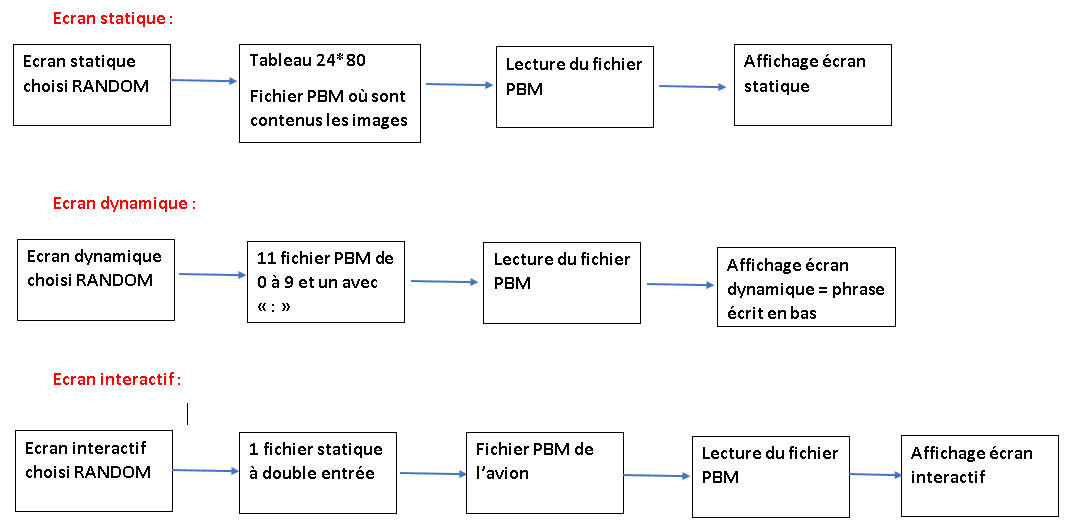 Ecran statique :
Ecran statique
choisi RANDOM
Tableau 24*80
Fichier PBM où sont
contenus les images
Lecture du fichier
PBM
Affichage écran
statique
Ecran dynamique :
Ecran dynamique
choisi RANDOM
11 fichier PBM de
0 à 9 et un avec
« : »
Lecture du fichier
PBM
Affichage écran
dynamique = phrase
écrit en bas
Ecran interactif :
Ecran interactif
choisi RANDOM
1 fichier statique
à double entrée
Fichier PBM de
l’avion
Lecture du fichier
PBM
Affichage écran
interactif